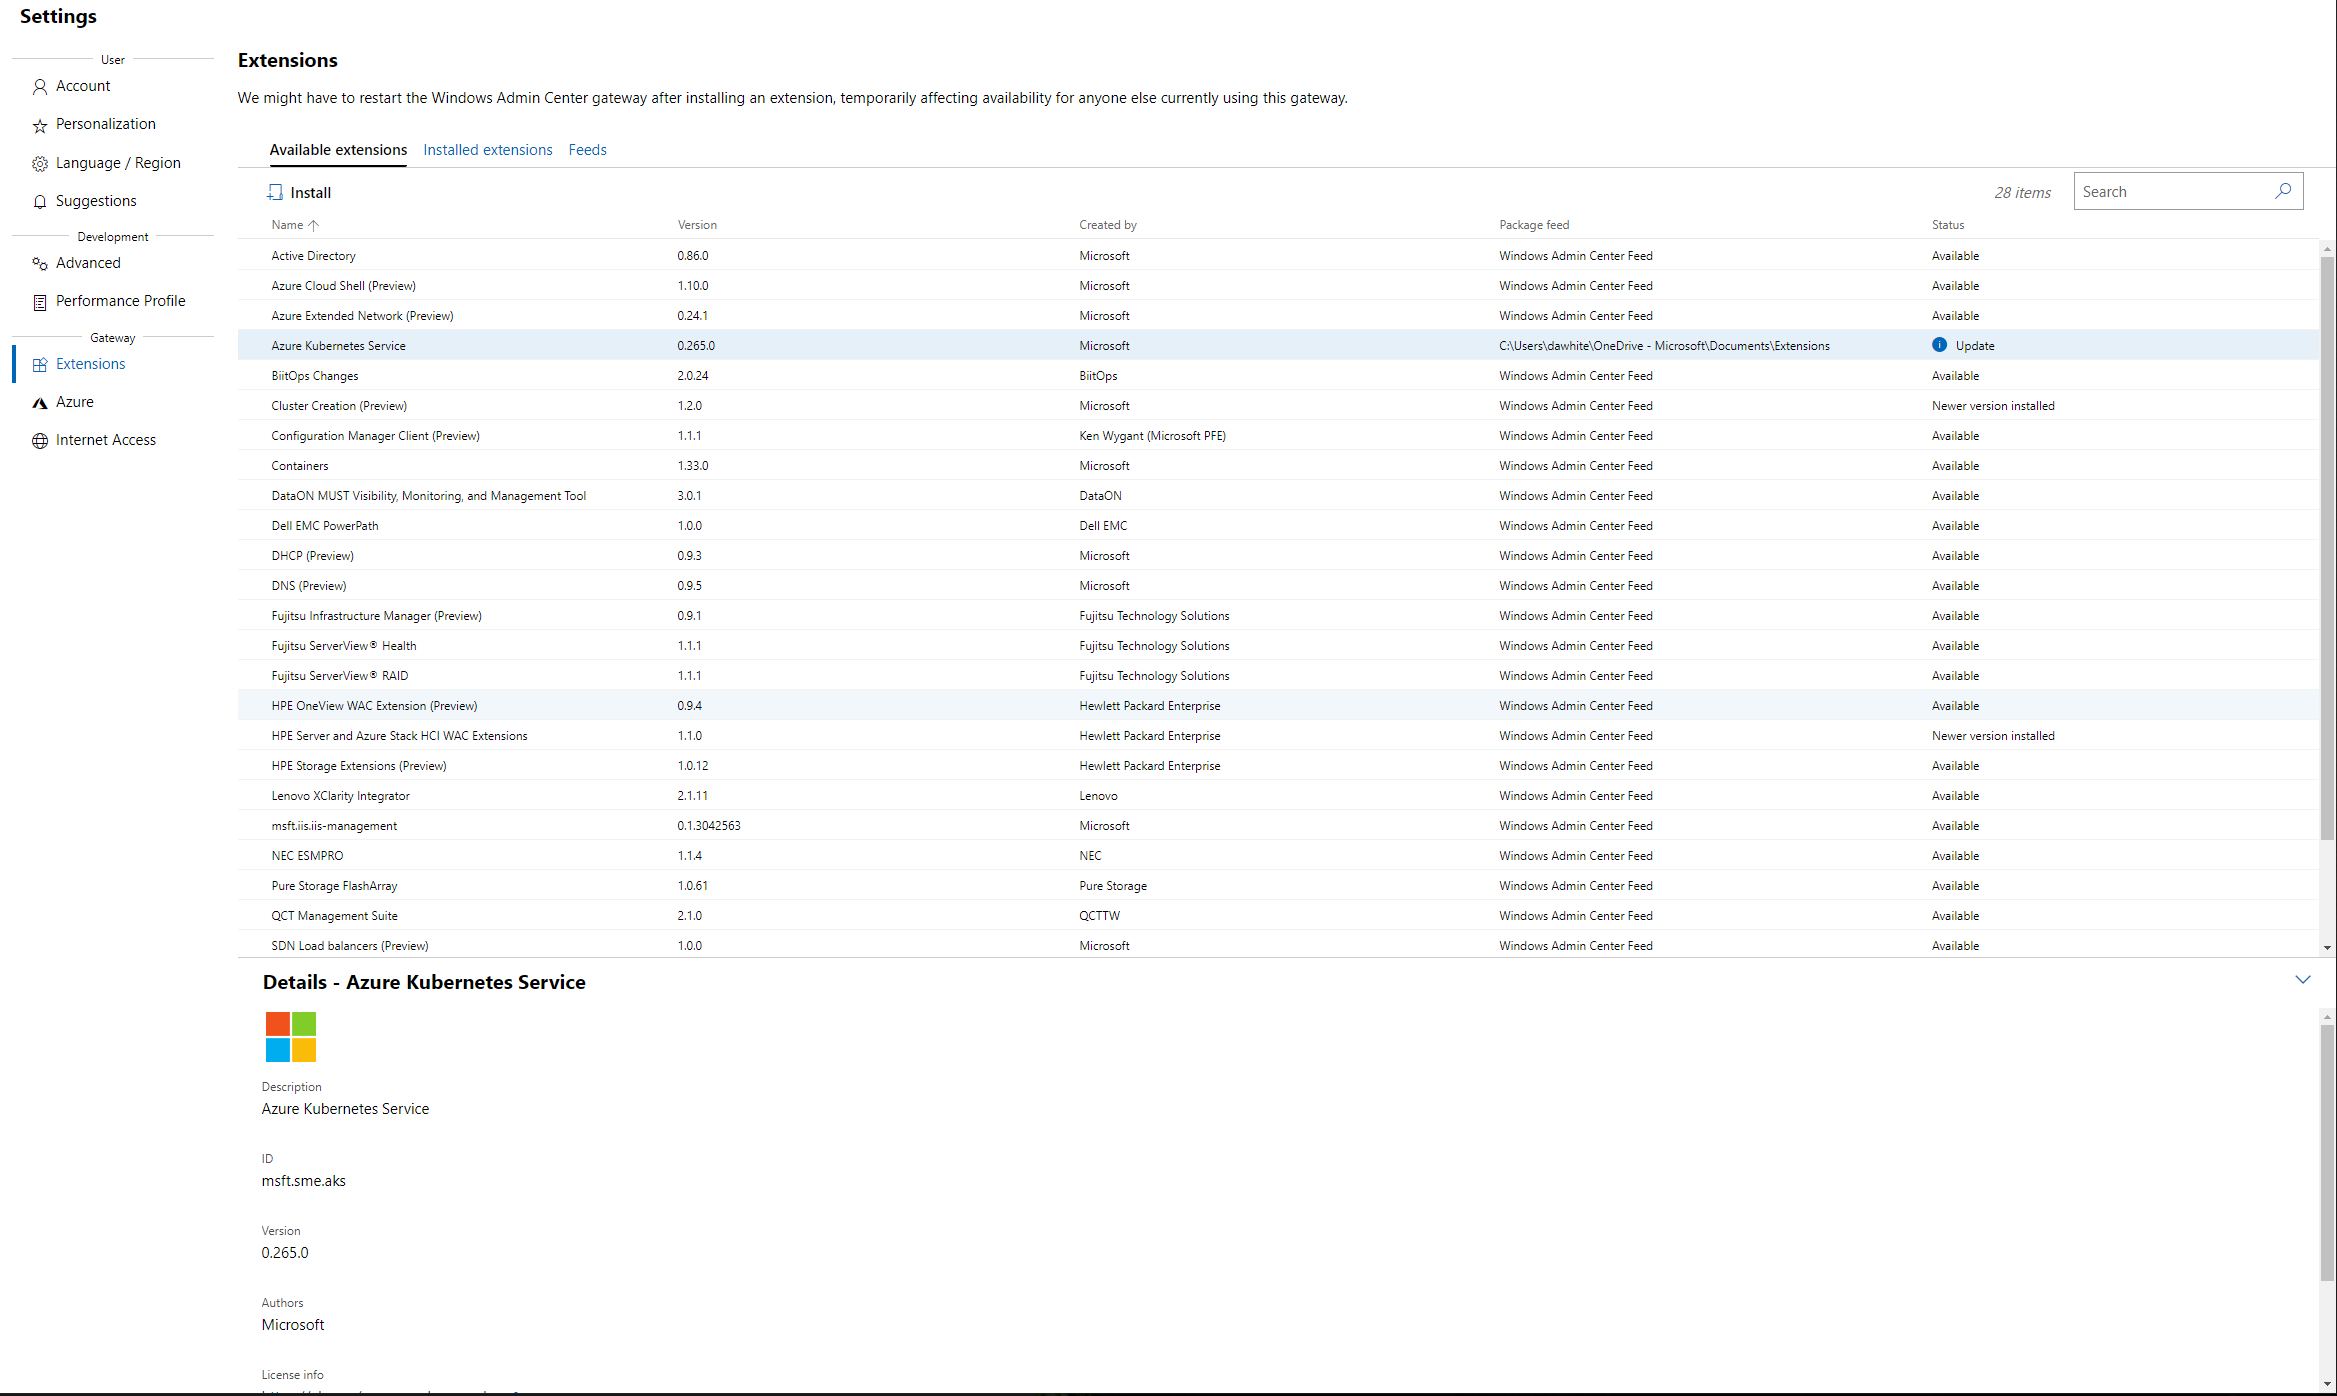 Settings
User
Account
Personalization
Language / Region
Suggestions
Development
Advanced
Performance Profile
Gateway
Extensions
Azure
Internet Access
Extensions
We might have to restart the Windows Admin Center gateway after installing an extension, temporarily affecting availability for anyone else currently using this gateway.
Available extensions Installed extensions Feeds
Install 28 items Search
Name Version Created by Package feed Status
Active Directory 0.86.0 Microsoft Windows Admin Center Feed Available
Azure Cloud Shell (Preview) 1.10.0 Microsoft Windows Admin Center Feed Available
Azure Extended Network (Preview) 0.24.1 Microsoft Windows Admin Center Feed Available
Azure Kubernetes Service 0.265.0 Microsoft C:\Users\dawhite\OneDrive - Microsoft\Documents\Extensions Update
BiitOps Changes 2.0.24 BiitOps Windows Admin Center Feed Available
Cluster Creation (Preview) 1.2.0 Microsoft Windows Admin Center Feed Newer version installed
Configuration Manager Client (Preview) 1.1.1 Ken Wygant (Microsoft PFE) Windows Admin Center Feed Available
Containers 1.33.0 Microsoft Windows Admin Center Feed Available
DataON MUST Visibility, Monitoring, and Management Tool 3.0.1 DataON Windows Admin Center Feed Available
Dell EMC PowerPath 1.0.0 Dell EMC Windows Admin Center Feed Available
DHCP (Preview) 0.9.3 Microsoft Windows Admin Center Feed Available
DNS (Preview) 0.9.5 Microsoft Windows Admin Center Feed Available
Fujitsu Infrastructure Manager (Preview) 0.9.1 Fujitsu Technology Solutions Windows Admin Center Feed Available
Fujitsu ServerView® Health 1.1.1 Fujitsu Technology Solutions Windows Admin Center Feed Available
Fujitsu ServerView® RAID 1.1.1 Fujitsu Technology Solutions Windows Admin Center Feed Available
HPE OneView WAC Extension (Preview) 0.9.4 Hewlett Packard Enterprise Windows Admin Center Feed Available
HPE Server and Azure Stack HCI WAC Extensions 1.1.0 Hewlett Packard Enterprise Windows Admin Center Feed Newer version installed
HPE Storage Extensions (Preview) 1.0.12 Hewlett Packard Enterprise Windows Admin Center Feed Available
Lenovo XClarity Integrator 2.1.11 Lenovo Windows Admin Center Feed Available
msft.iis.iis-management 0.1.3042563 Microsoft Windows Admin Center Feed Available
NEC ESMPRO 1.1.4 NEC Windows Admin Center Feed Available
Pure Storage FlashArray 1.0.61 Pure Storage Windows Admin Center Feed Available
QCT Management Suite 2.1.0 QCTTW Windows Admin Center Feed Available
SDN Load balancers (Preview) 1.0.0 Microsoft Windows Admin Center Feed Available
Details - Azure Kubernetes Service
Description
Azure Kubernetes Service
ID
msft.sme.aks
Version
0.265.0
Authors
Microsoft
License info